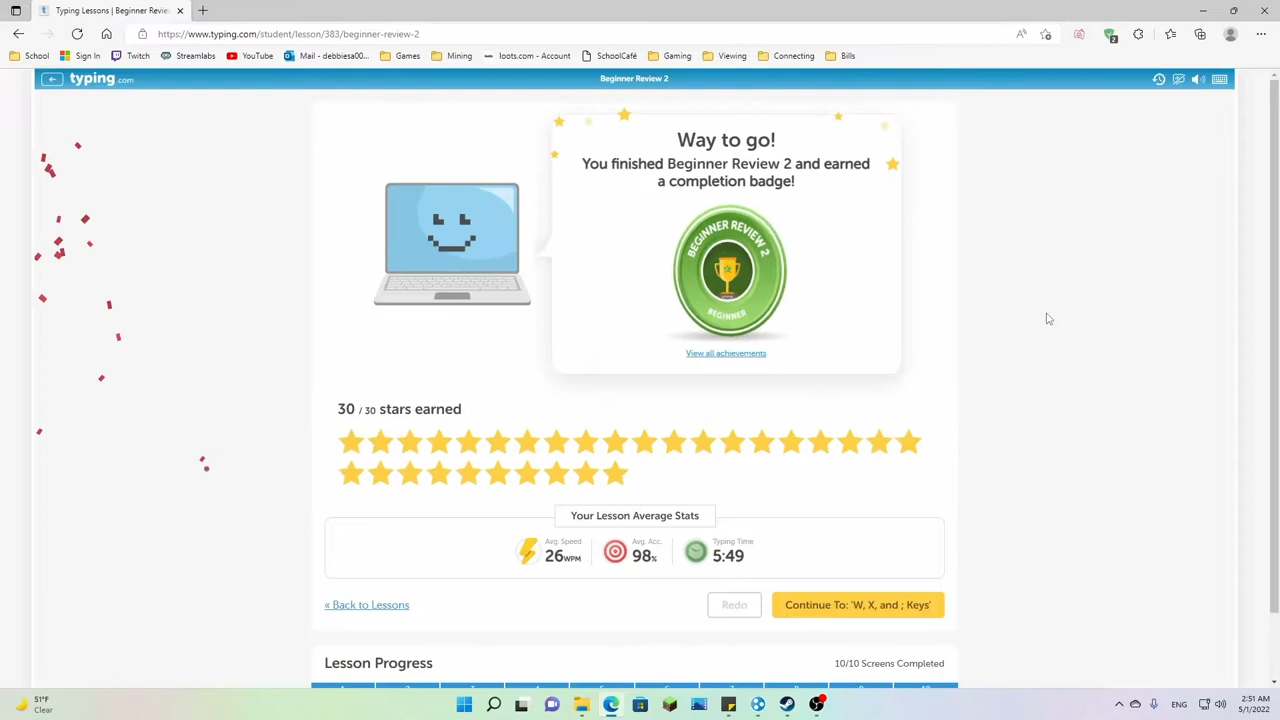 Typing Lessons | Beginner Revie
https://www.typing.com/student/lesson/383/beginner-review-2
School
Sign In
Twitch
Streamlabs
YouTube
Mail - debbiesa00...
Games
Mining
loots.com - Account
SchoolCafé
Gaming
Viewing
Connecting
Bills
typing.com
Beginner Review 2
Way to go!
You finished Beginner Review 2 and earned
a completion badge!
BEGINNER REVIEW 2
BEGINNER
View all achievements
30 / 30 stars earned
Your Lesson Average Stats
Avg. Speed
26WPM
Avg. Acc.
98%
Typing Time
5:49
« Back to Lessons
Redo
Continue To: 'W, X, and ; Keys'
Lesson Progress
10/10 Screens Completed
51°F
Clear
ENG
2:51 AM
5/1/2022